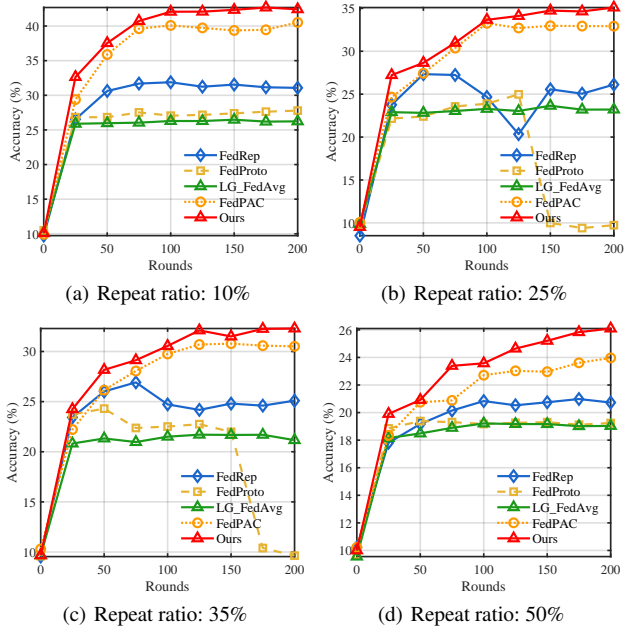 Accuracy (%)
45
40
35
30
25
20
15
10
0 50 100 150 200
Rounds
FedRep
FedProto
LG_FedAvg
FedPAC
Ours
(a) Repeat ratio: 10%
Accuracy (%)
35
30
25
20
15
10
0 50 100 150 200
Rounds
FedRep
FedProto
LG_FedAvg
FedPAC
Ours
(b) Repeat ratio: 25%
Accuracy (%)
30
25
20
15
10
0 50 100 150 200
Rounds
FedRep
FedProto
LG_FedAvg
FedPAC
Ours
(c) Repeat ratio: 35%
Accuracy (%)
26
24
22
20
18
16
14
12
10
0 50 100 150 200
Rounds
FedRep
FedProto
LG_FedAvg
FedPAC
Ours
(d) Repeat ratio: 50%